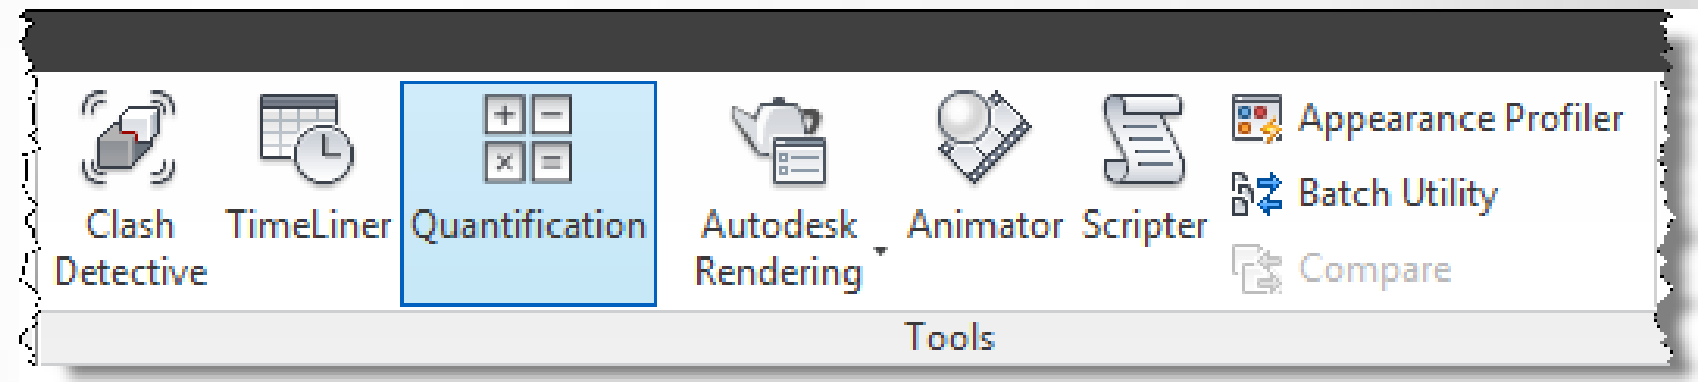 Clash
Detective
TimeLiner
Quantification
Autodesk
Rendering
Animator
Scripter
Appearance Profiler
Batch Utility
Compare
Tools